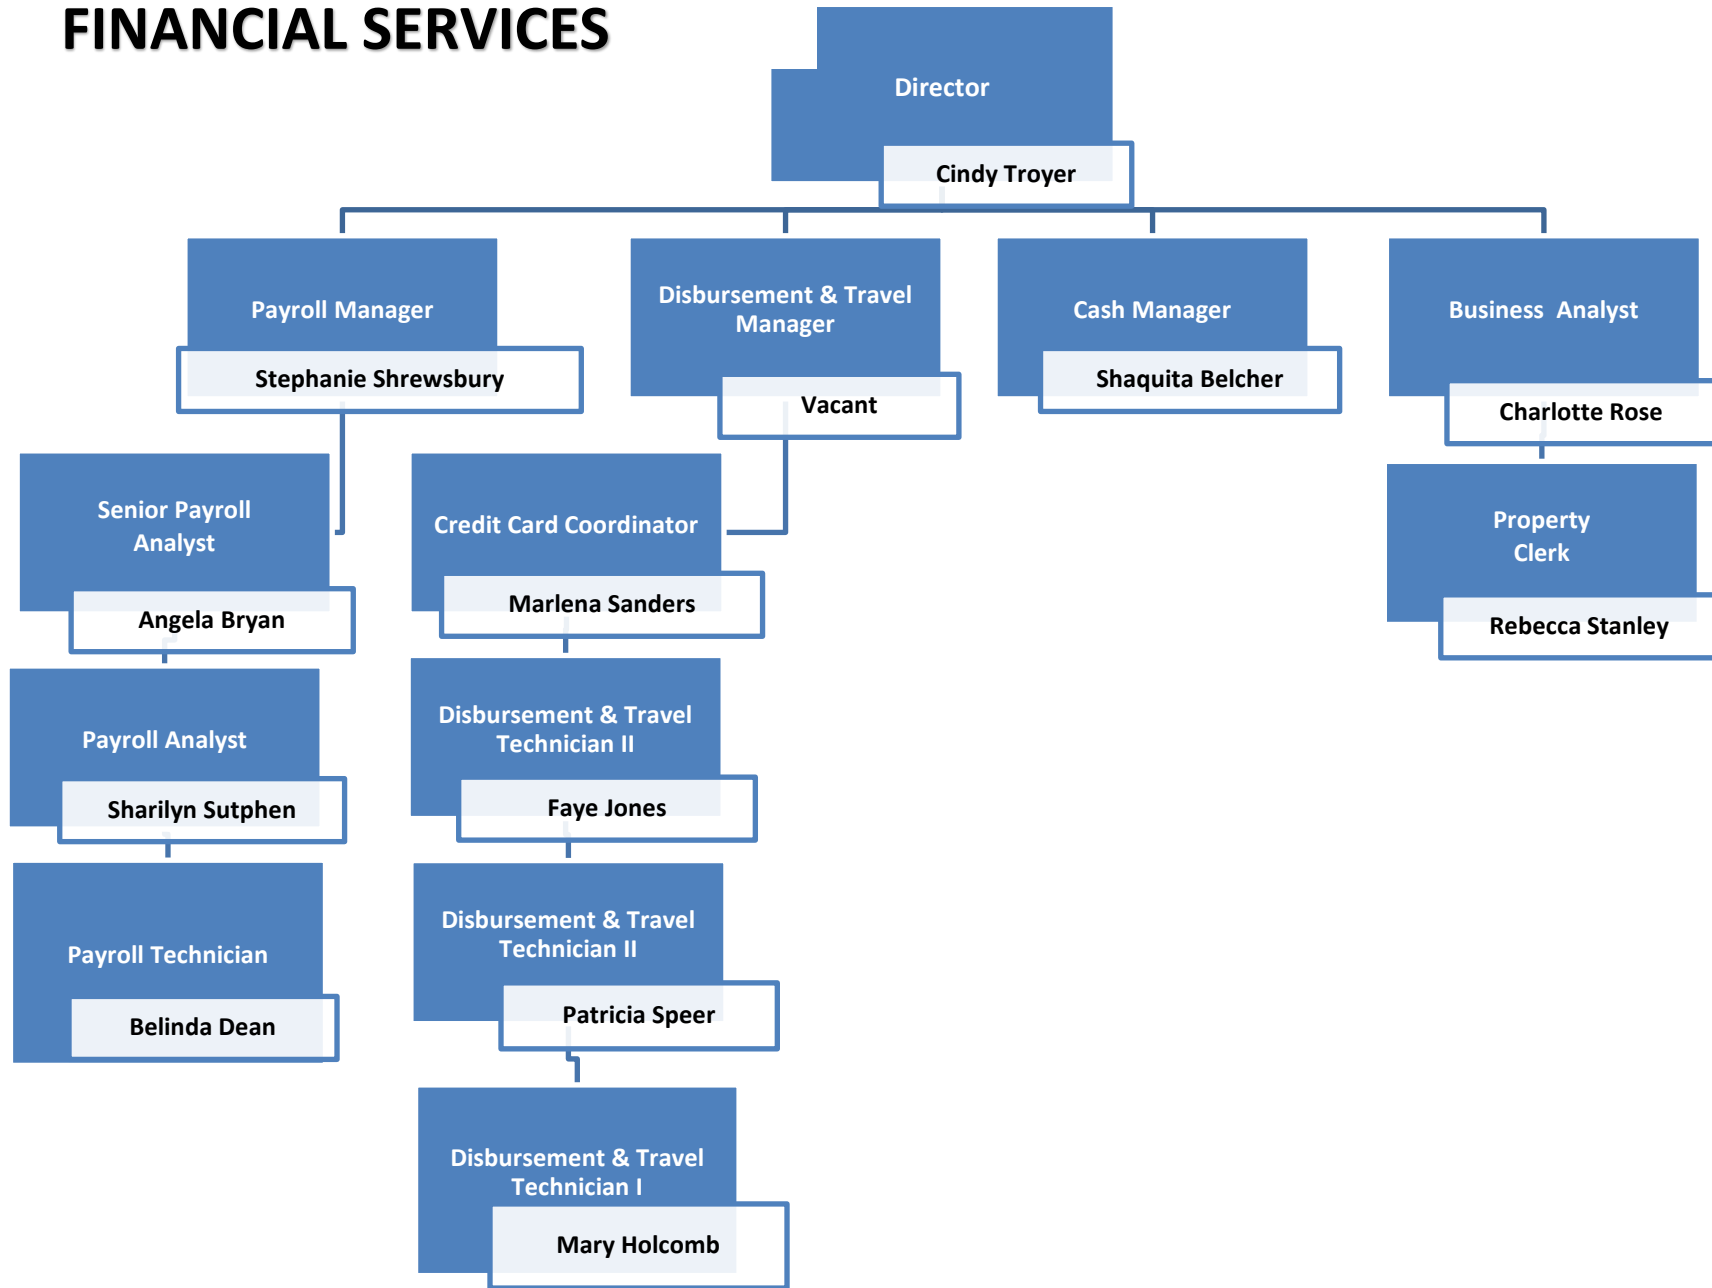 FINANCIAL SERVICES
Director
Cindy Troyer
Payroll Manager
Stephanie Shrewsbury
Disbursement & Travel
Manager
Vacant
Cash Manager
Shaquita Belcher
Business Analyst
Charlotte Rose
Senior Payroll
Analyst
Angela Bryan
Credit Card Coordinator
Marlena Sanders
Property
Clerk
Rebecca Stanley
Payroll Analyst
Sharilyn Sutphen
Disbursement & Travel
Technician II
Faye Jones
Payroll Technician
Belinda Dean
Disbursement & Travel
Technician II
Patricia Speer
Disbursement & Travel
Technician I
Mary Holcomb